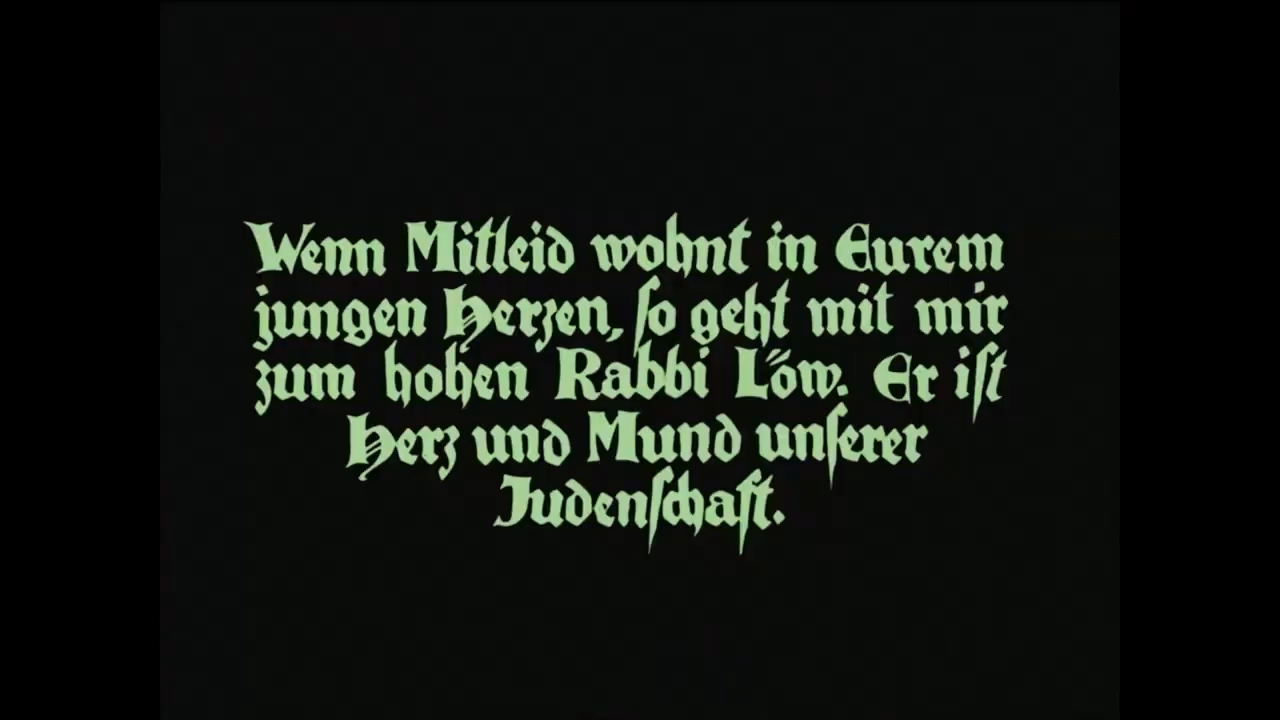 Wenn Mitleid wohnt in Eurem
jungen Herzen, ſo geht mit mir
zum hohen Rabbi Löw. Er iſt
Herz und Mund unſerer
Judenſchaft.